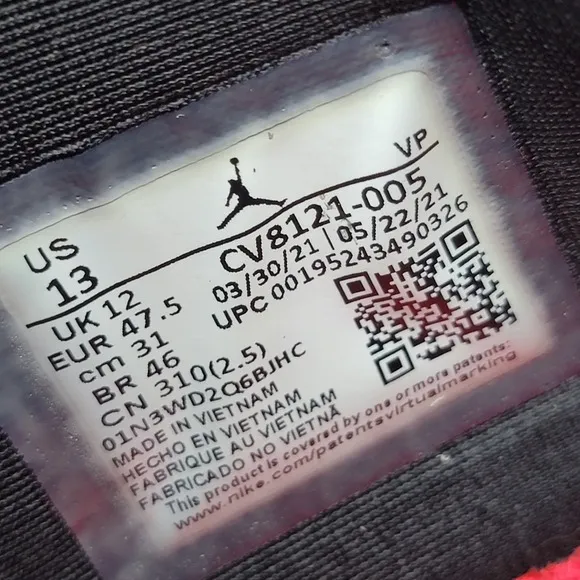 VP
US
13
CV8121-005
03/30/21 | 05/22/21
UPC 00195243490326
UK 12
EUR 47.5
cm 31
BR 46
CN 310(2.5)
01N3WD2Q6BJHC
MADE IN VIETNAM
HECHO EN VIETNAM
FABRIQUE AU VIETNAM
FABRICADO NO VIETNÃ
This product is covered by one or more patents:
www.nike.com/patentsvirtualmarking